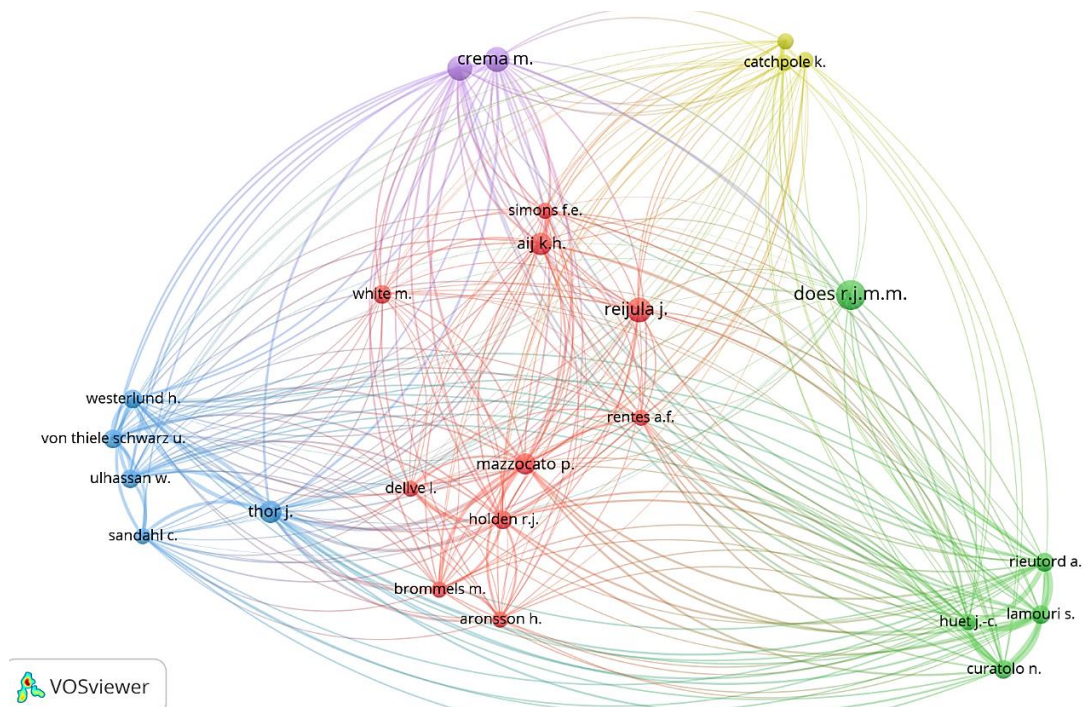 crema m.
catchpole k.
simons f.e.
aij k.h.
white m.
reijula j.
does r.j.m.m.
westerlund h.
rentes a.f.
von thiele schwarz u.
mazzocato p.
ulhassan w.
dellve l.
thor j.
holden r.j.
sandahl c.
rieutord a.
brommels m.
aronsson h.
huet j.-c.
lamouri s.
curatolo n.
VOSviewer